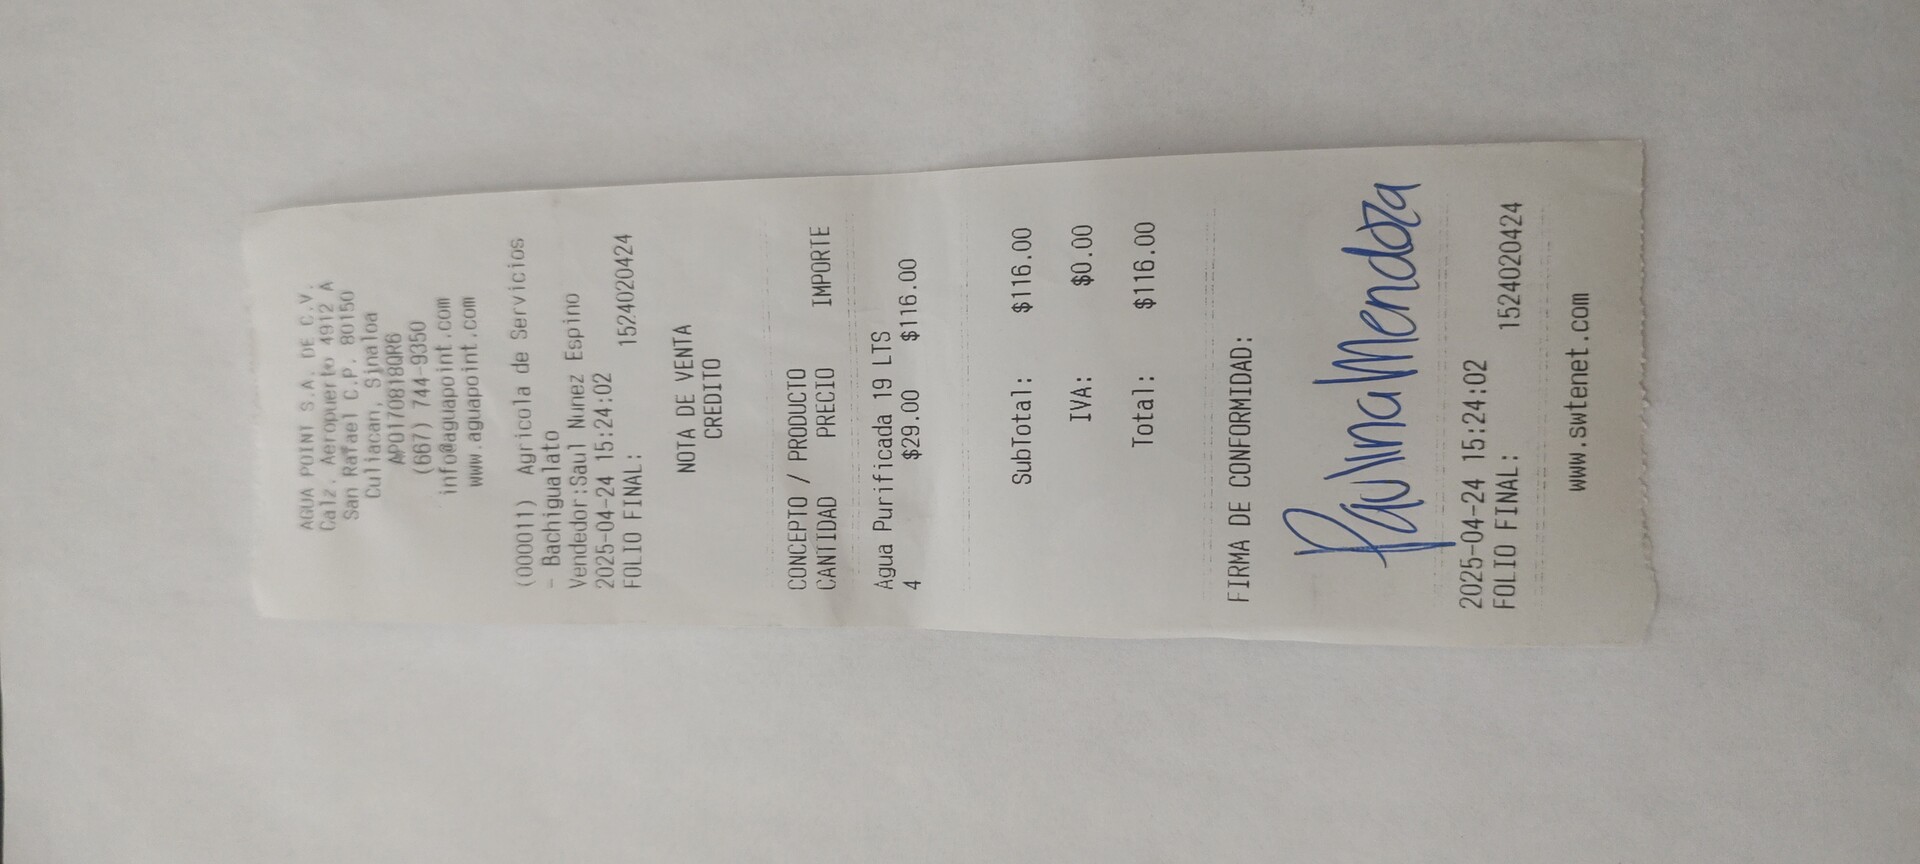 AGUA POINT S.A. DE C.V.
Calz. Aeropuerto 4912 A
San Rafael C.P. 80150
Culiacan, Sinaloa
APO170818QR6
(667) 744-9350
info@aguapoint.com
www.aguapoint.com
(000011) Agricola de Servicios
- Bachigualato
Vendedor:Saul Nunez Espino
2025-04-24 15:24:02
FOLIO FINAL: 1524020424
NOTA DE VENTA
CREDITO
CONCEPTO / PRODUCTO
CANTIDAD PRECIO IMPORTE
Agua Purificada 19 LTS
4 $29.00 $116.00
SubTotal: $116.00
IVA: $0.00
Total: $116.00
FIRMA DE CONFORMIDAD:
Paulina Mendoza
2025-04-24 15:24:02
FOLIO FINAL: 1524020424
www.swtenet.com